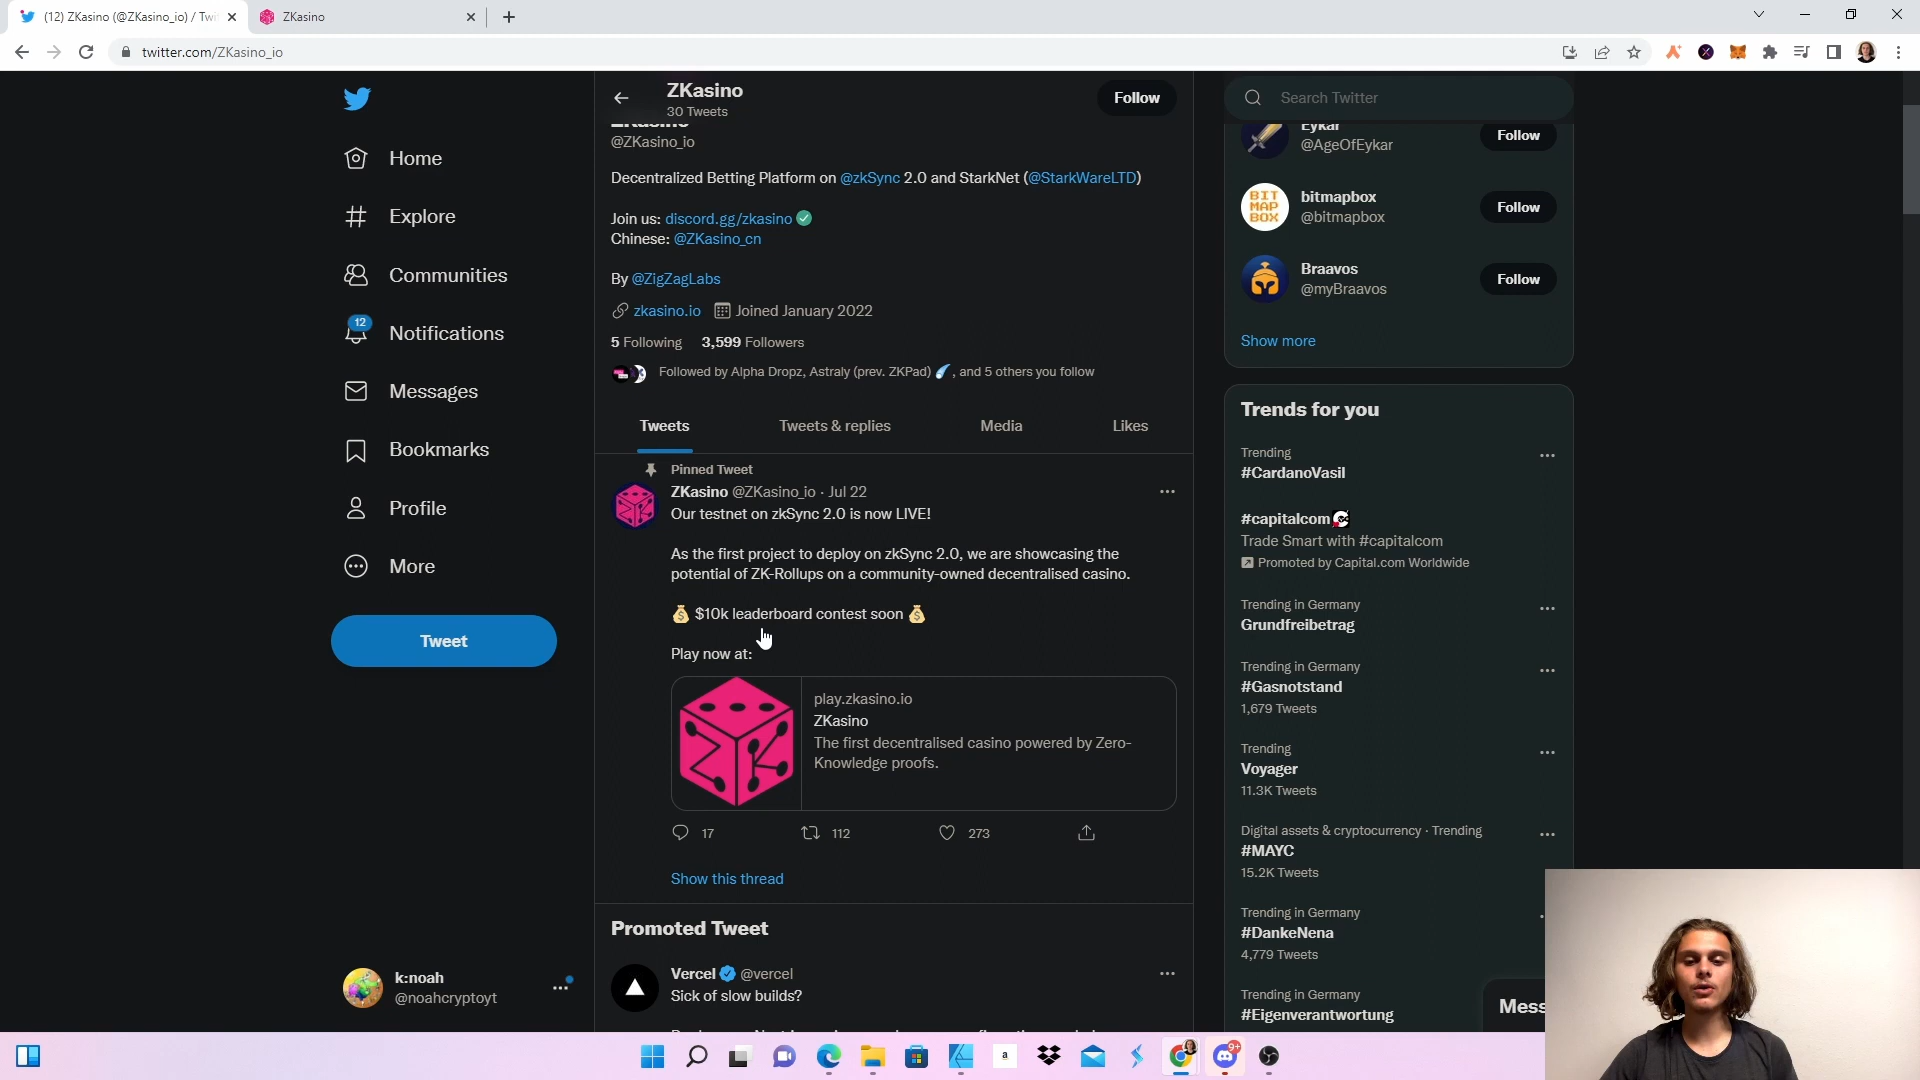 (12) ZKasino (@ZKasino_io) / Twi
ZKasino
twitter.com/ZKasino_io
ZKasino
30 Tweets
Follow
Search Twitter
ZKasino
@ZKasino_io
Decentralized Betting Platform on @zkSync 2.0 and StarkNet (@StarkWareLTD)
Join us: discord.gg/zkasino
Chinese: @ZKasino_cn
By @ZigZagLabs
zkasino.io Joined January 2022
5 Following 3,599 Followers
Followed by Alpha Dropz, Astraly (prev. ZKPad) , and 5 others you follow
Tweets
Tweets & replies
Media
Likes
Pinned Tweet
ZKasino @ZKasino_io · Jul 22
Our testnet on zkSync 2.0 is now LIVE!
As the first project to deploy on zkSync 2.0, we are showcasing the
potential of ZK-Rollups on a community-owned decentralised casino.
$10k leaderboard contest soon
Play now at:
play.zkasino.io
ZKasino
The first decentralised casino powered by Zero-
Knowledge proofs.
17
112
273
Show this thread
Promoted Tweet
Vercel @vercel
Sick of slow builds?
Home
Explore
Communities
12
Notifications
Messages
Bookmarks
Profile
More
Tweet
k:noah
@noahcryptoyt
Eykar
@AgeOfEykar
Follow
BIT
MAP
BOX
bitmapbox
@bitmapbox
Follow
Braavos
@myBraavos
Follow
Show more
Trends for you
Trending
#CardanoVasil
#capitalcom
Trade Smart with #capitalcom
Promoted by Capital.com Worldwide
Trending in Germany
Grundfreibetrag
Trending in Germany
#Gasnotstand
1,679 Tweets
Trending
Voyager
11.3K Tweets
Digital assets & cryptocurrency · Trending
#MAYC
15.2K Tweets
Trending in Germany
#DankeNena
4,779 Tweets
Trending in Germany
#Eigenverantwortung
Mess
a
9+